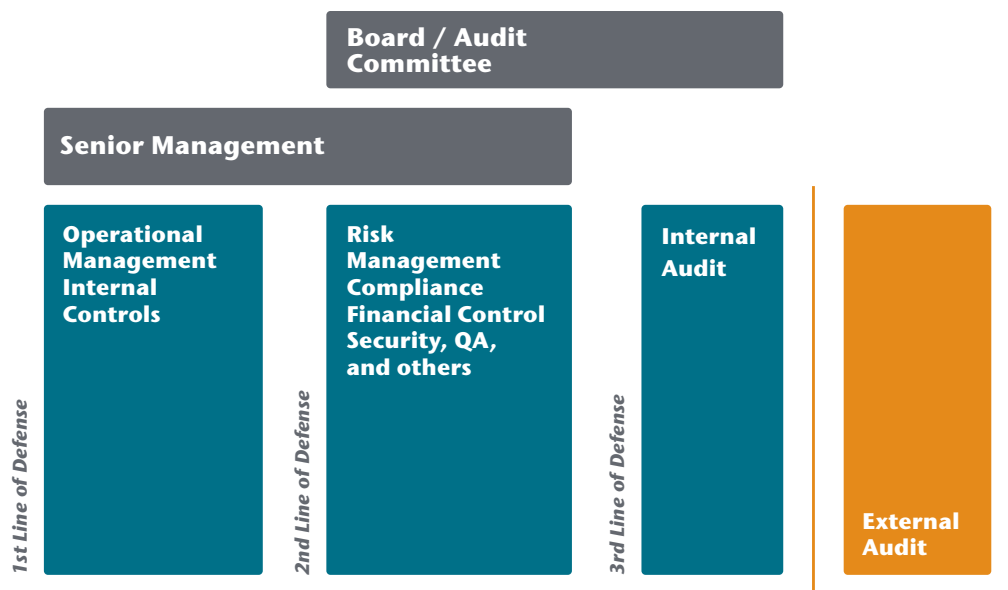 Board / Audit
Committee
Senior Management
1st Line of Defense
Operational
Management
Internal
Controls
2nd Line of Defense
Risk
Management
Compliance
Financial Control
Security, QA,
and others
3rd Line of Defense
Internal
Audit
External
Audit